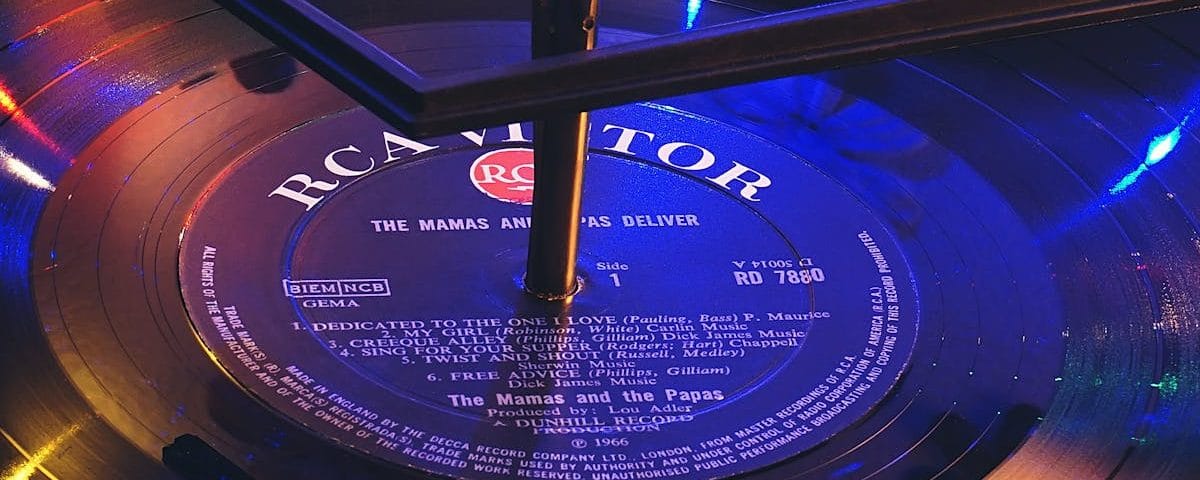 RCA VICTOR
RCA
THE MAMAS AND PAPAS DELIVER
Side
1
D 50014 A
RD 7880
BIEM NCB
GEMA
1. DEDICATED TO THE ONE I LOVE (Pauling, Bass) P. Maurice
2. MY GIRL (Robinson, White) Carlin Music
3. CREEQUE ALLEY (Phillips, Gilliam) Dick James Music
4. SING FOR YOUR SUPPER (Rodgers; Hart) Chappell
5. TWIST AND SHOUT (Russell, Medley)
Sherwin Music
6. FREE ADVICE (Phillips, Gilliam)
Dick James Music
The Mamas and the Papas
Produced by: Lou Adler
A DUNHILL RECORD
PRODUCTION
℗ 1966
ALL RIGHTS OF THE MANUFACTURER AND OF THE OWNER OF THE RECORDED WORK RESERVED. UNAUTHORISED PUBLIC PERFORMANCE BROADCASTING AND COPYING OF THIS RECORD PROHIBITED.
TRADE MARK(S) (R) MARCA(S) REGISTRADA(S) TRADE MARKS USED BY AUTHORITY AND UNDER CONTROL OF RADIO CORPORATION OF AMERICA (R.C.A.)
MADE IN ENGLAND BY THE DECCA RECORD COMPANY LTD., LONDON, FROM MASTER RECORDINGS OF R.C.A.